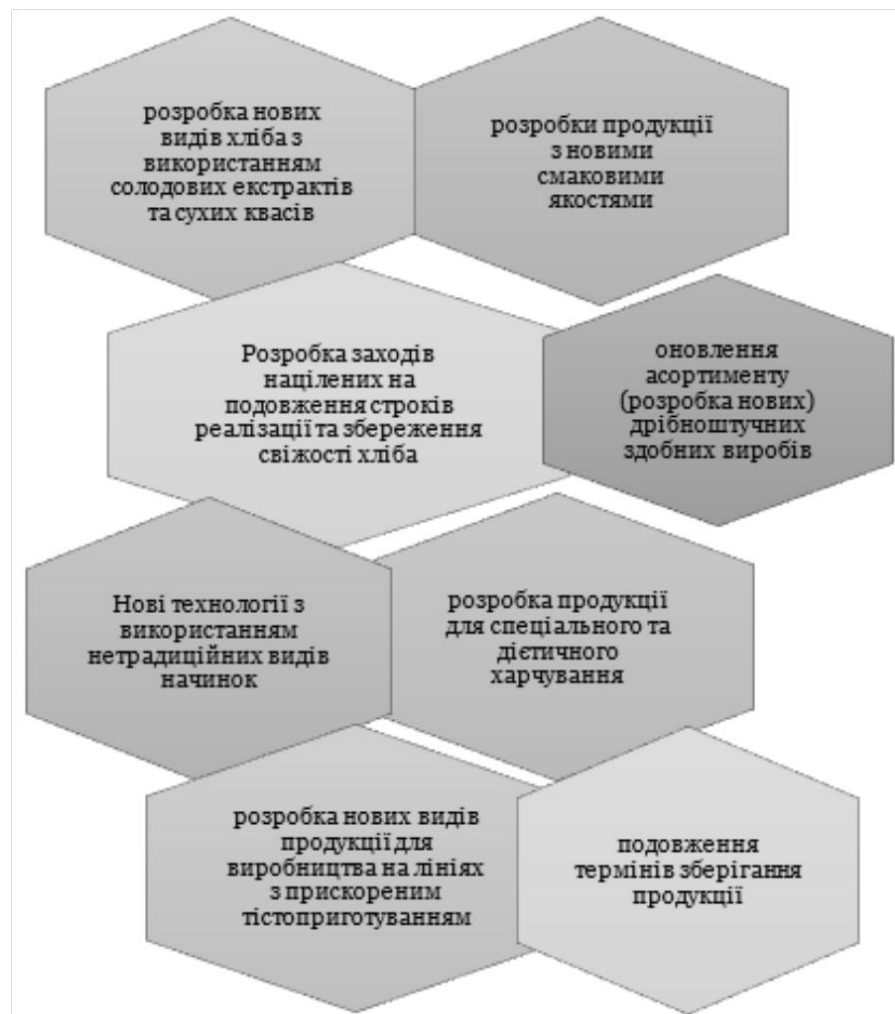 розробка нових
видів хліба з
використанням
солодових екстрактів
та сухих квасів
розробки продукції
з новими
смаковими
якостями
Розробка заходів
націлених на
подовження строків
реалізації та збереження
свіжості хліба
оновлення
асортименту
(розробка нових)
дрібноштучних
здобних виробів
Нові технології з
використанням
нетрадиційних видів
начинок
розробка продукції
для спеціального та
дієтичного
харчування
розробка нових видів
продукції для
виробництва на лініях
з прискореним
тістоприготуванням
подовження
термінів зберігання
продукції